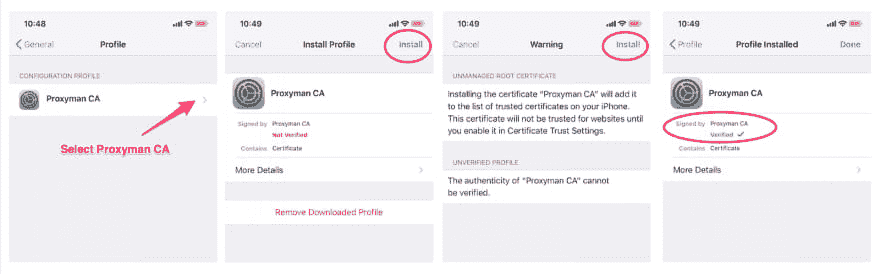 10:48
General
Profile
CONFIGURATION PROFILE
Proxyman CA
Select Proxyman CA
10:49
Cancel
Install Profile
Install
Proxyman CA
Signed by Proxyman CA
Not Verified
Contains Certificate
More Details
Remove Downloaded Profile
10:49
Cancel
Warning
Install
UNMANAGED ROOT CERTIFICATE
Installing the certificate “Proxyman CA” will add it
to the list of trusted certificates on your iPhone.
This certificate will not be trusted for websites until
you enable it in Certificate Trust Settings.
UNVERIFIED PROFILE
The authenticity of “Proxyman CA” cannot
be verified.
10:49
Profile
Profile Installed
Done
Proxyman CA
Signed by Proxyman CA
Verified ✓
Contains Certificate
More Details